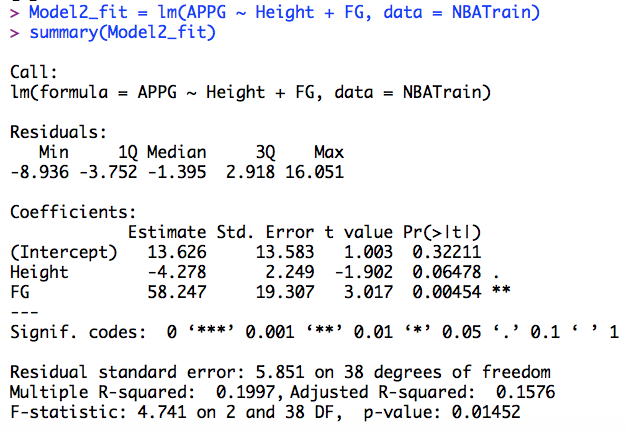 > Model2_fit = lm(APPG ~ Height + FG, data = NBATrain)
> summary(Model2_fit)
Call:
lm(formula = APPG ~ Height + FG, data = NBATrain)
Residuals:
Min 1Q Median 3Q Max
-8.936 -3.752 -1.395 2.918 16.051
Coefficients:
Estimate Std. Error t value Pr(>|t|)
(Intercept) 13.626 13.583 1.003 0.32211
Height -4.278 2.249 -1.902 0.06478 .
FG 58.247 19.307 3.017 0.00454 **
---
Signif. codes: 0 ‘***’ 0.001 ‘**’ 0.01 ‘*’ 0.05 ‘.’ 0.1 ‘ ’ 1
Residual standard error: 5.851 on 38 degrees of freedom
Multiple R-squared: 0.1997, Adjusted R-squared: 0.1576
F-statistic: 4.741 on 2 and 38 DF, p-value: 0.01452